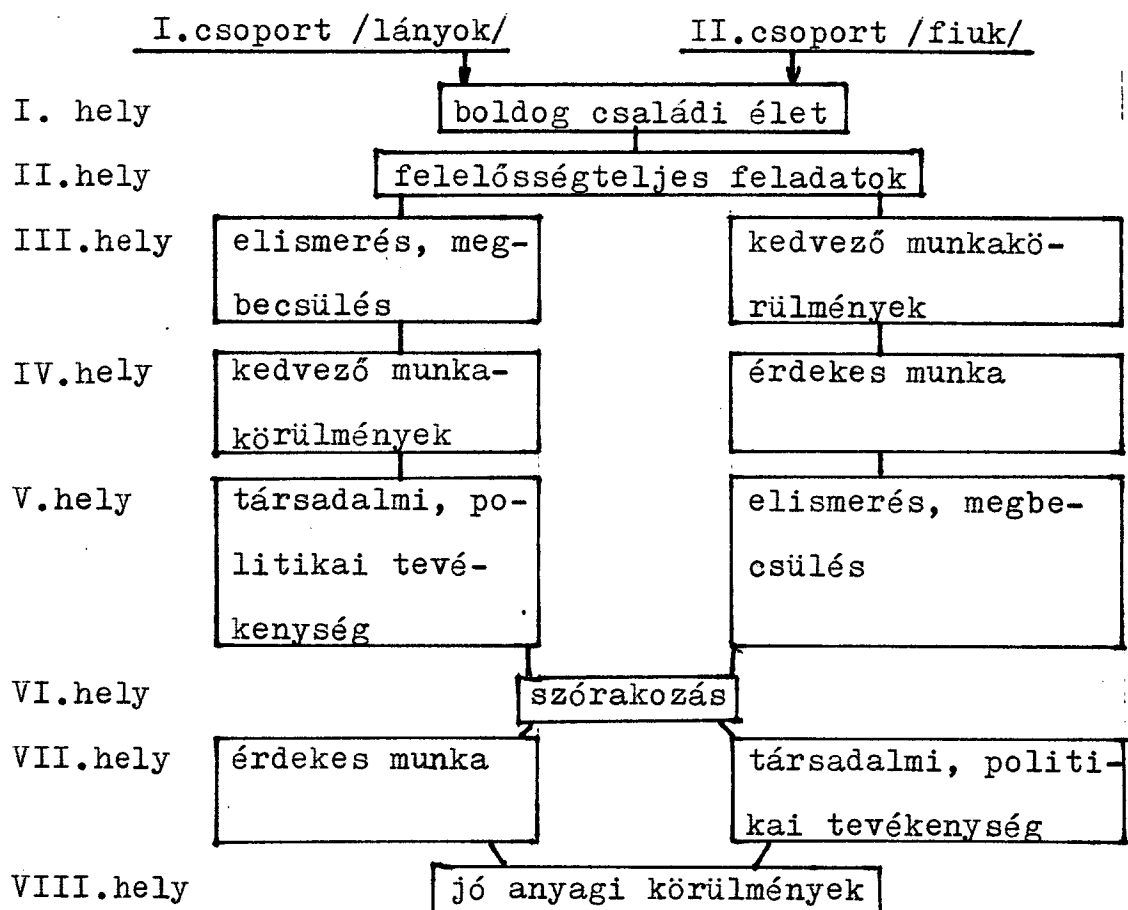 I.csoport /lányok/ II.csoport /fiuk/
I. hely boldog családi élet
II.hely felelősségteljes feladatok
III.hely elismerés, meg- kedvező munkakö-
becsülés rülmények
IV.hely kedvező munka- érdekes munka
körülmények
V.hely társadalmi, po- elismerés, megbe-
litikai tevé- csülés
kenység
VI.hely szórakozás
VII.hely érdekes munka társadalmi, politi-
kai tevékenység
VIII.hely jó anyagi körülmények